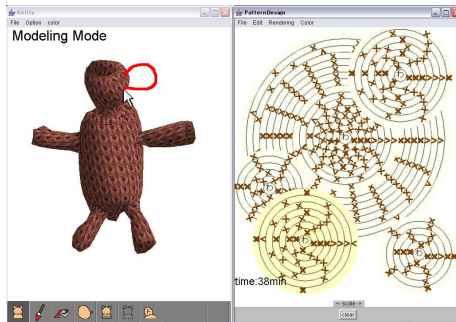 Knitty
File Option color
Modeling Mode
PatternDesign
File Edit Rendering Color
time:38min
<- scale ->
clear